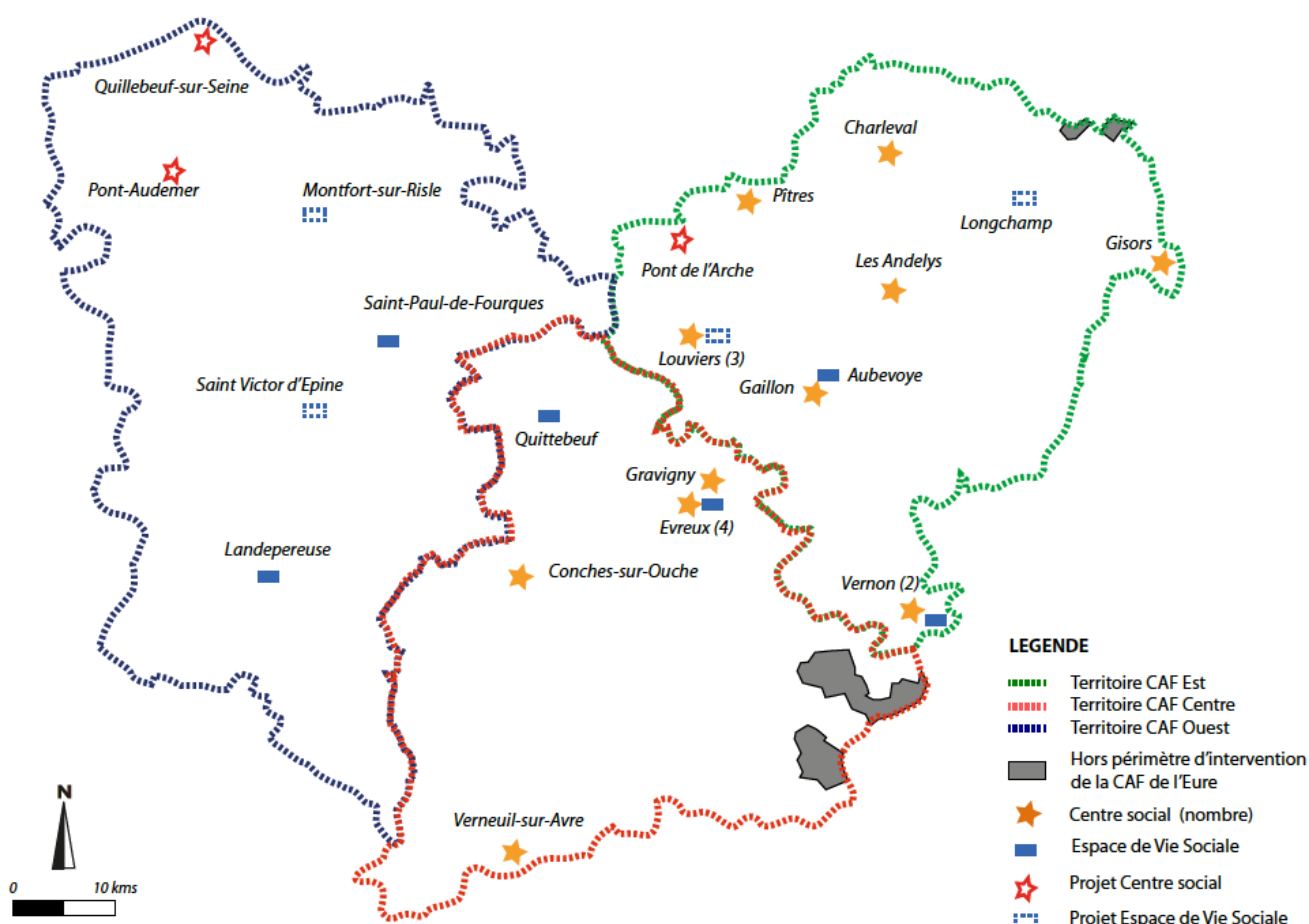 Quillebeuf-sur-Seine
Charleval
Pont-Audemer
Montfort-sur-Risle
Pîtres
Longchamp
Pont de l'Arche
Les Andelys
Gisors
Saint-Paul-de-Fourques
Louviers (3)
Saint Victor d'Epine
Gaillon
Aubevoye
Quittebeuf
Gravigny
Evreux (4)
Landepereuse
Conches-sur-Ouche
Vernon (2)
Verneuil-sur-Avre
N
0 10 kms
LEGENDE
Territoire CAF Est
Territoire CAF Centre
Territoire CAF Ouest
Hors périmètre d'intervention
de la CAF de l'Eure
Centre social (nombre)
Espace de Vie Sociale
Projet Centre social
Projet Espace de Vie Sociale